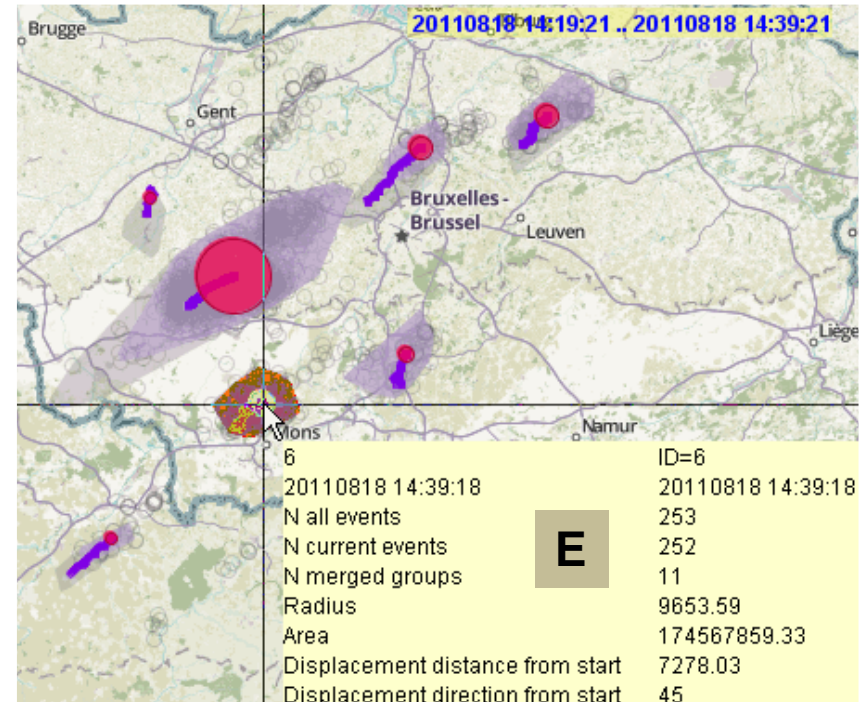 Brugge
20110818 14:19:21 .. 20110818 14:39:21
Gent
Bruxelles -
Brussel
Leuven
Liège
Namur
Mons
6 ID=6
20110818 14:39:18 20110818 14:39:18
N all events 253
E
N current events 252
N merged groups 11
Radius 9653.59
Area 174567859.33
Displacement distance from start 7278.03
Displacement direction from start 45